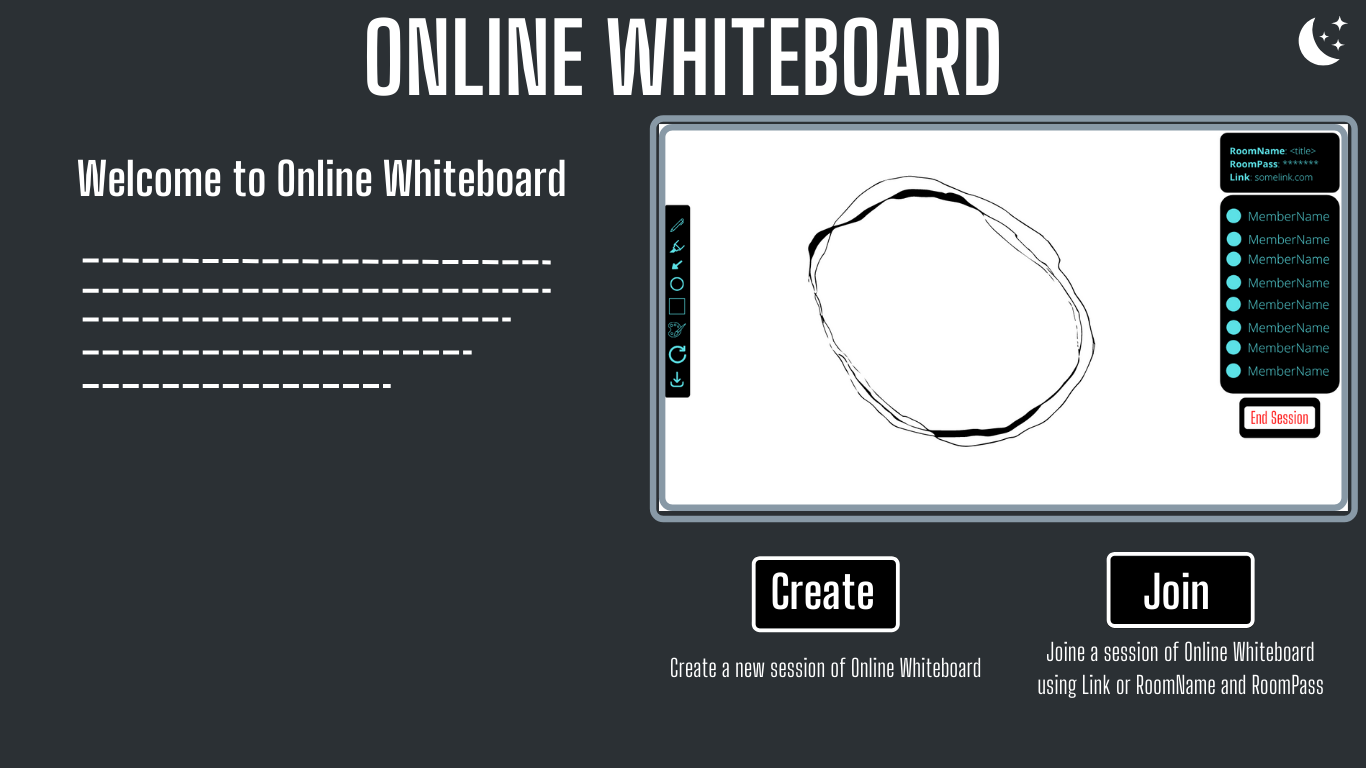 ONLINE WHITEBOARD
Welcome to Online Whiteboard
RoomName: <title>
RoomPass: *******
Link: somelink.com
MemberName
MemberName
MemberName
MemberName
MemberName
MemberName
MemberName
MemberName
End Session
Create
Create a new session of Online Whiteboard
Join
Joine a session of Online Whiteboard
using Link or RoomName and RoomPass